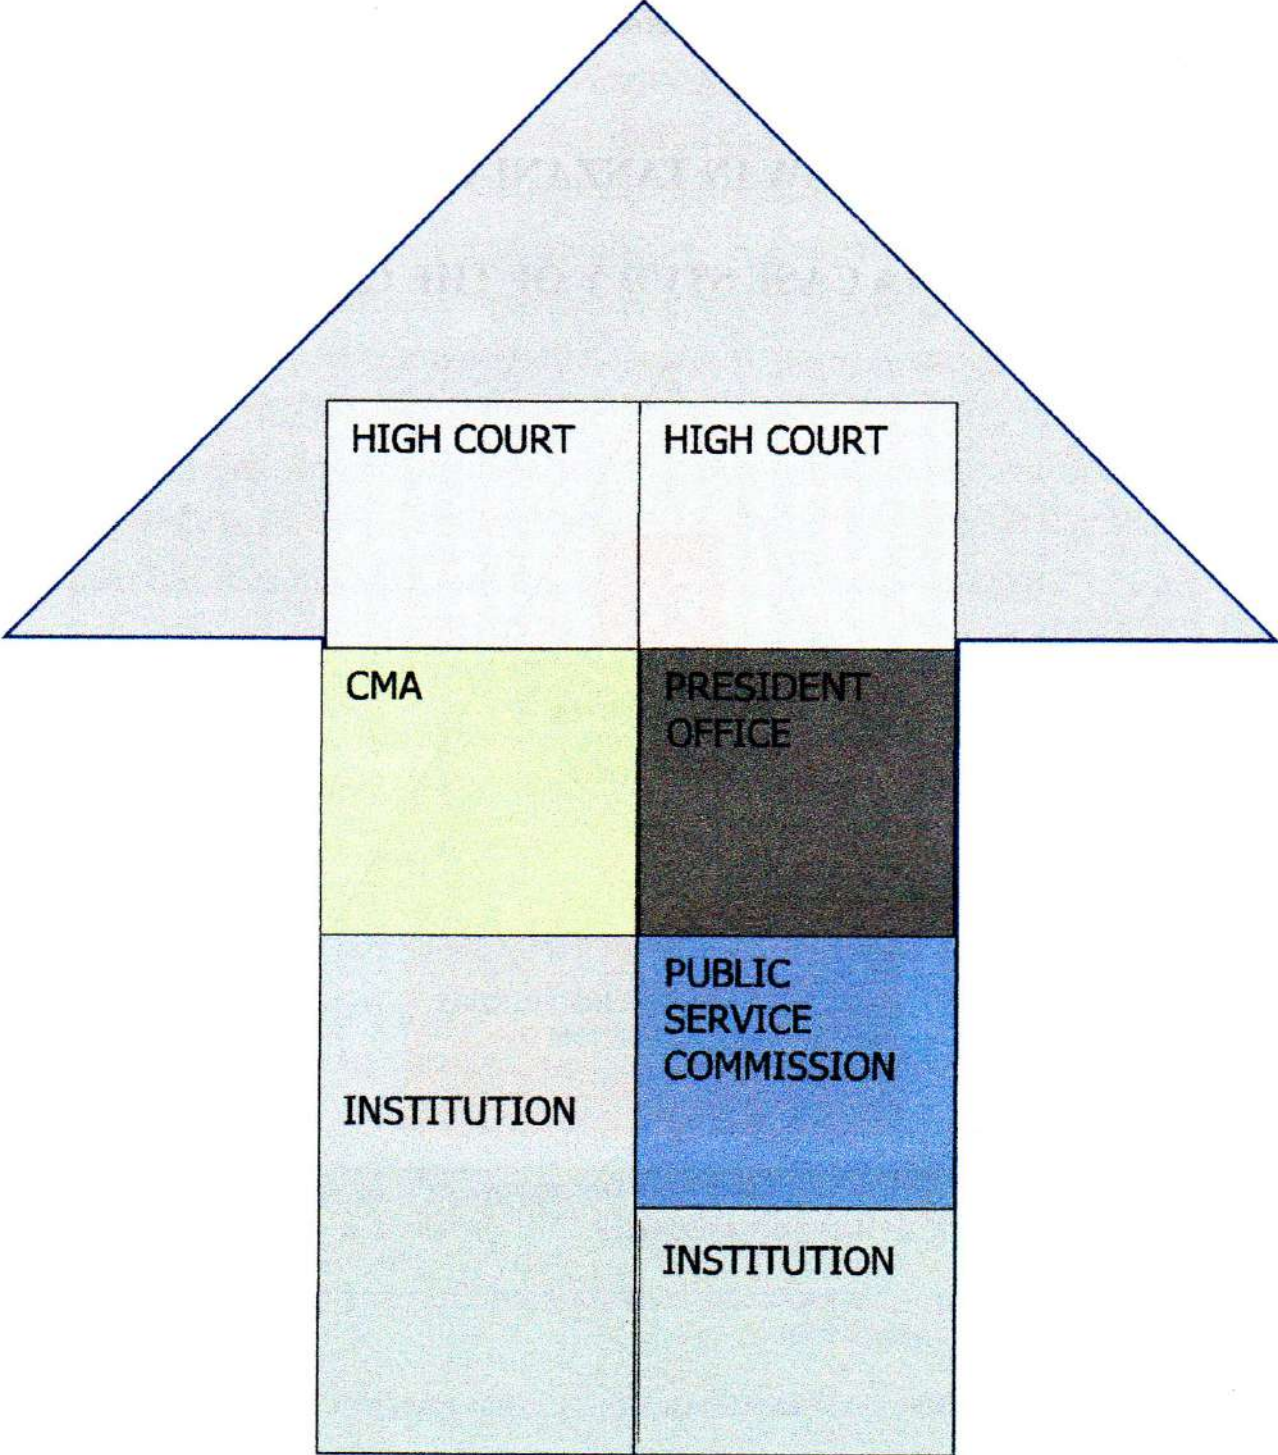 HIGH COURT
HIGH COURT
CMA
PRESIDENT
OFFICE
PUBLIC
SERVICE
COMMISSION
INSTITUTION
INSTITUTION